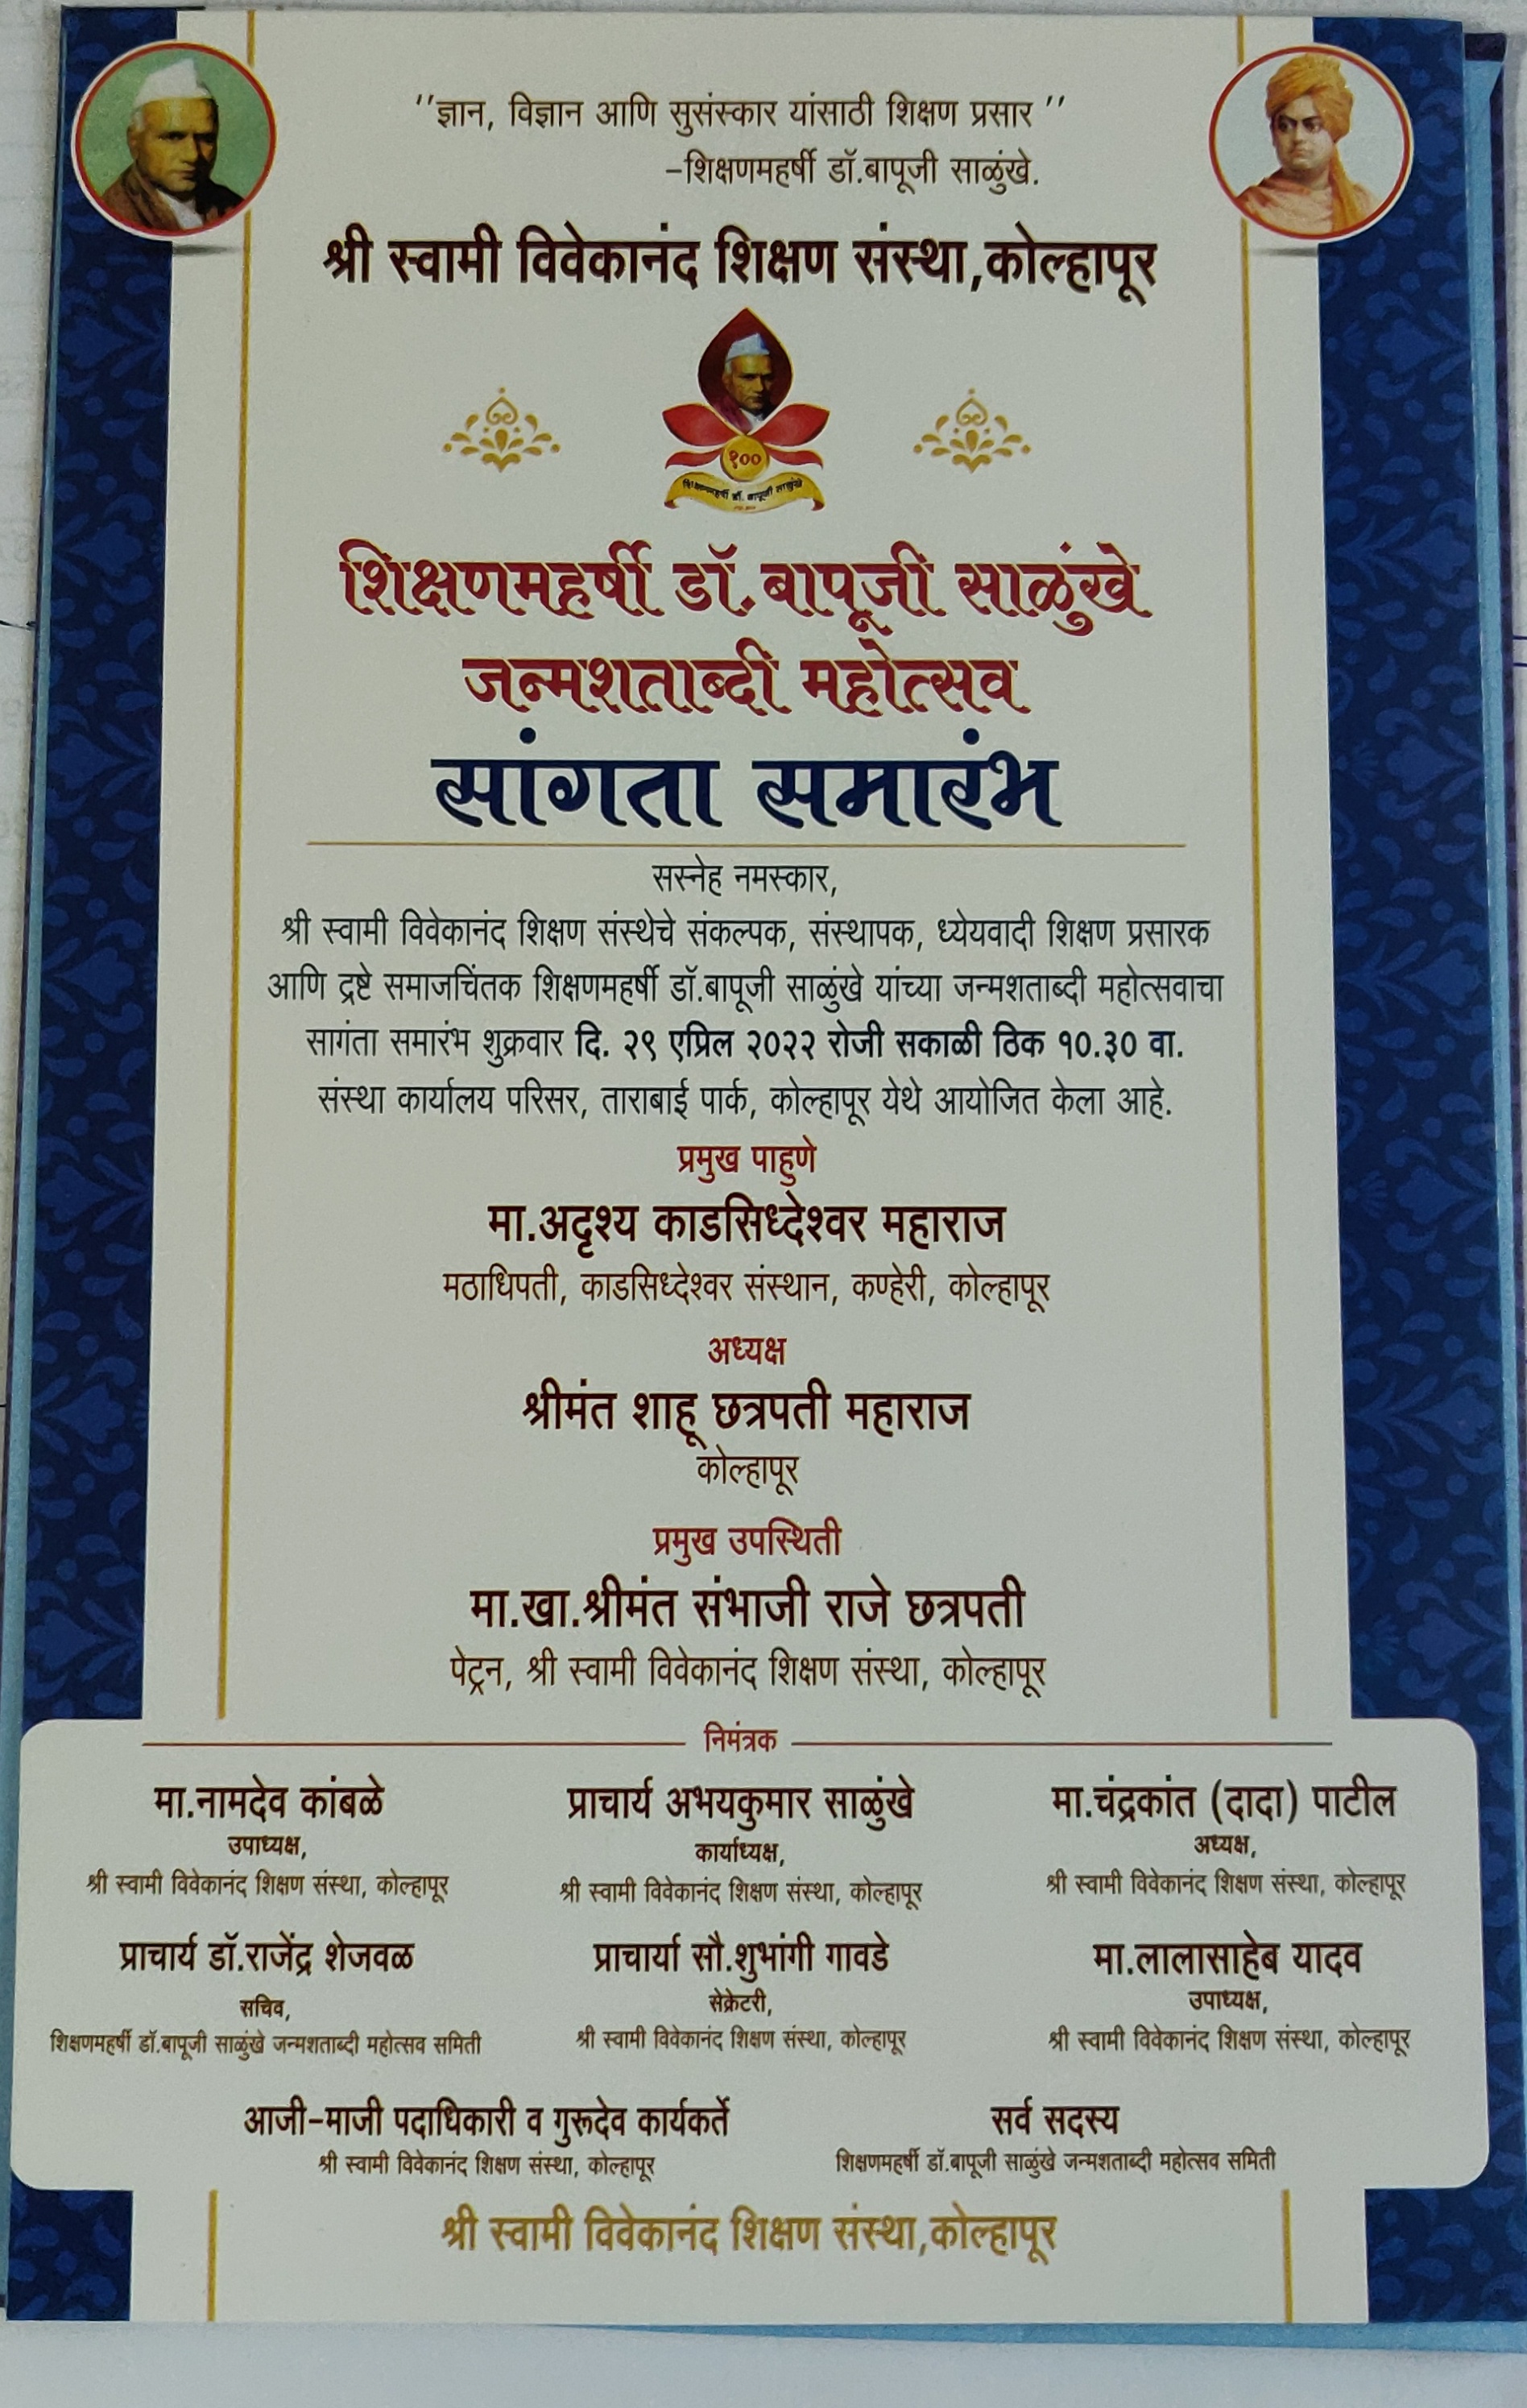 ''ज्ञान, विज्ञान आणि सुसंस्कार यांसाठी शिक्षण प्रसार ''
–शिक्षणमहर्षी डॉ.बापूजी साळुंखे.
श्री स्वामी विवेकानंद शिक्षण संस्था,कोल्हापूर
१००
शिक्षणमहर्षी डॉ. बापूजी साळुंखे
शिक्षणमहर्षी डॉ.बापूजी साळुंखे
जन्मशताब्दी महोत्सव
सांगता समारंभ
सस्नेह नमस्कार,
श्री स्वामी विवेकानंद शिक्षण संस्थेचे संकल्पक, संस्थापक, ध्येयवादी शिक्षण प्रसारक
आणि द्रष्टे समाजचिंतक शिक्षणमहर्षी डॉ.बापूजी साळुंखे यांच्या जन्मशताब्दी महोत्सवाचा
सागंता समारंभ शुक्रवार दि. २९ एप्रिल २०२२ रोजी सकाळी ठिक १०.३० वा.
संस्था कार्यालय परिसर, ताराबाई पार्क, कोल्हापूर येथे आयोजित केला आहे.
प्रमुख पाहुणे
मा.अदृश्य काडसिध्देश्वर महाराज
मठाधिपती, काडसिध्देश्वर संस्थान, कण्हेरी, कोल्हापूर
अध्यक्ष
श्रीमंत शाहू छत्रपती महाराज
कोल्हापूर
प्रमुख उपस्थिती
मा.खा.श्रीमंत संभाजी राजे छत्रपती
पेट्रन, श्री स्वामी विवेकानंद शिक्षण संस्था, कोल्हापूर
निमंत्रक
मा.नामदेव कांबळे
उपाध्यक्ष,
श्री स्वामी विवेकानंद शिक्षण संस्था, कोल्हापूर
प्राचार्य अभयकुमार साळुंखे
कार्याध्यक्ष,
श्री स्वामी विवेकानंद शिक्षण संस्था, कोल्हापूर
मा.चंद्रकांत (दादा) पाटील
अध्यक्ष,
श्री स्वामी विवेकानंद शिक्षण संस्था, कोल्हापूर
प्राचार्य डॉ.राजेंद्र शेजवळ
सचिव,
शिक्षणमहर्षी डॉ.बापूजी साळुंखे जन्मशताब्दी महोत्सव समिती
प्राचार्या सौ.शुभांगी गावडे
सेक्रेटरी,
श्री स्वामी विवेकानंद शिक्षण संस्था, कोल्हापूर
मा.लालासाहेब यादव
उपाध्यक्ष,
श्री स्वामी विवेकानंद शिक्षण संस्था, कोल्हापूर
आजी–माजी पदाधिकारी व गुरूदेव कार्यकर्ते
श्री स्वामी विवेकानंद शिक्षण संस्था, कोल्हापूर
सर्व सदस्य
शिक्षणमहर्षी डॉ.बापूजी साळुंखे जन्मशताब्दी महोत्सव समिती
श्री स्वामी विवेकानंद शिक्षण संस्था,कोल्हापूर